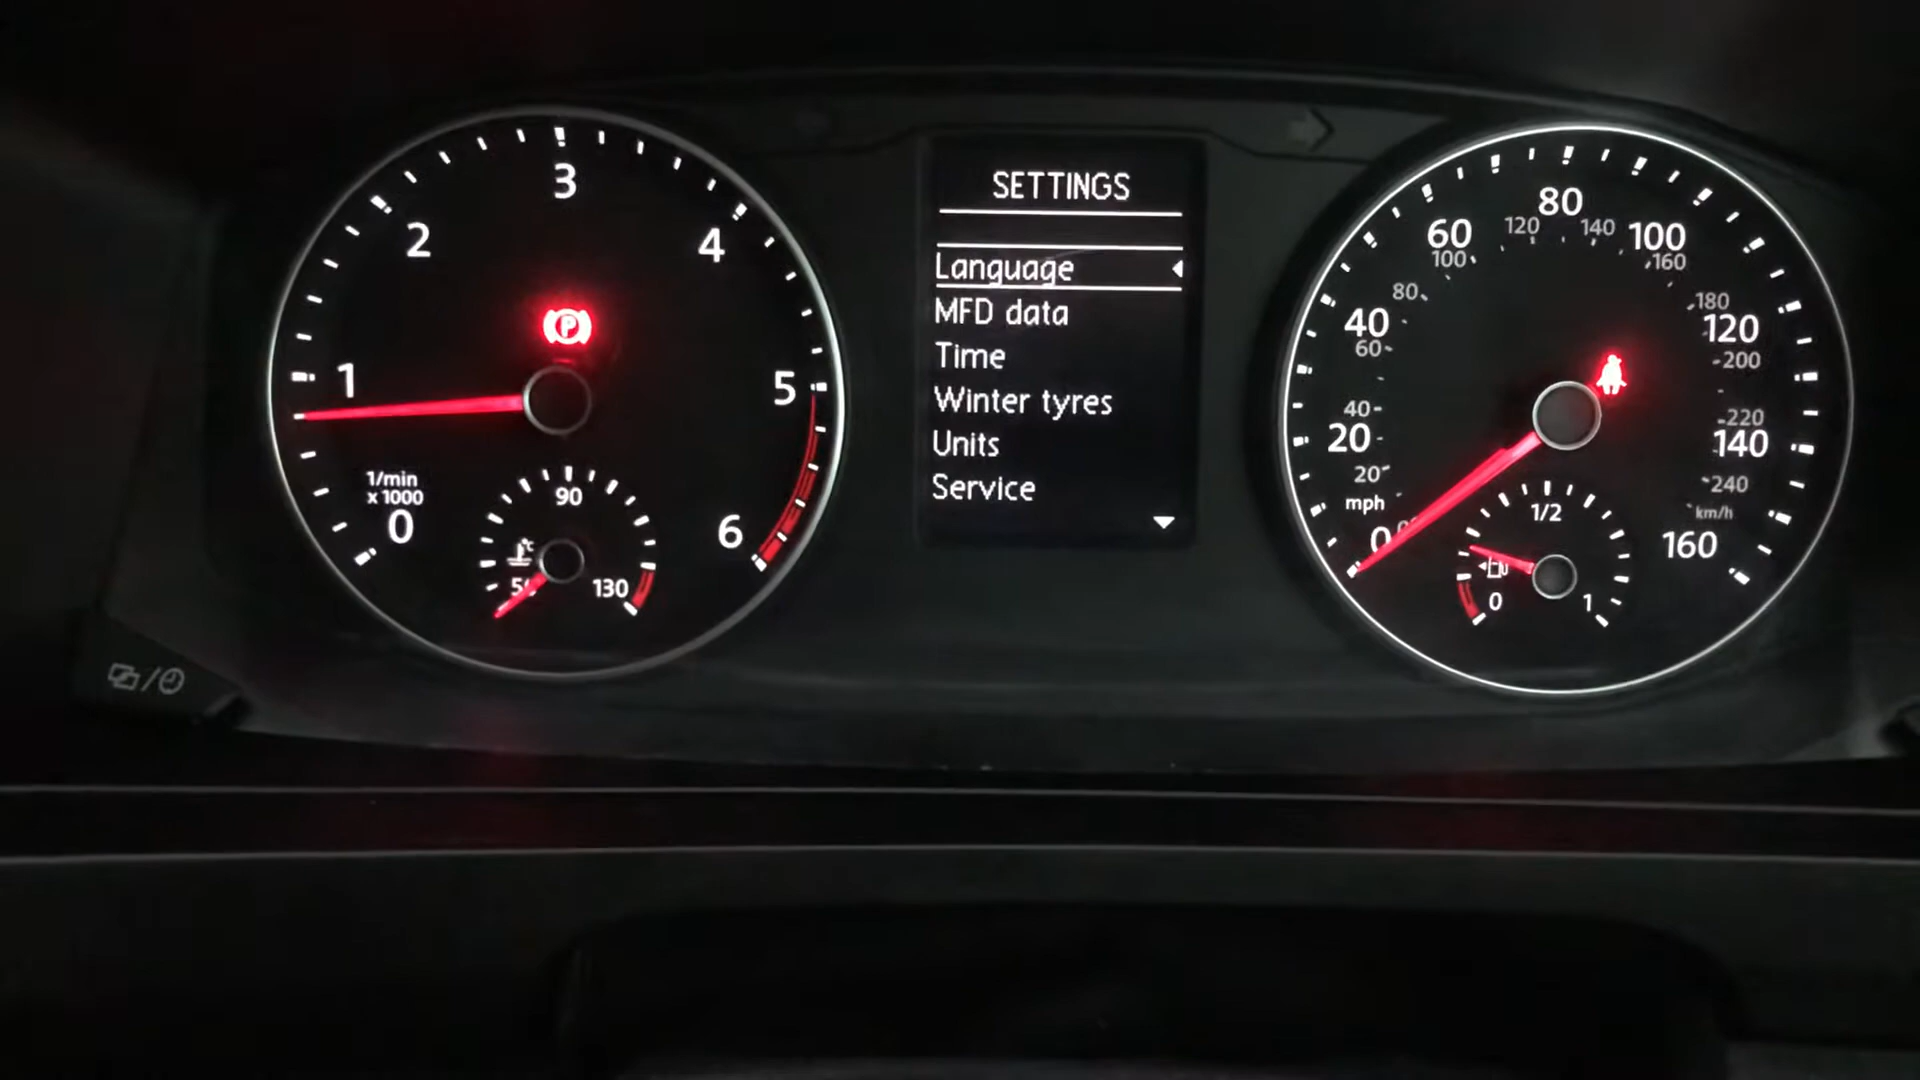 3
2
4
1
5
1/min
x 1000
0
6
90
130
°C
SETTINGS
Language
MFD data
Time
Winter tyres
Units
Service
80
60
100
120
140
100
160
80
180
40
120
60
200
40
220
20
140
20
240
mph
km/h
0
160
1/2
0
1